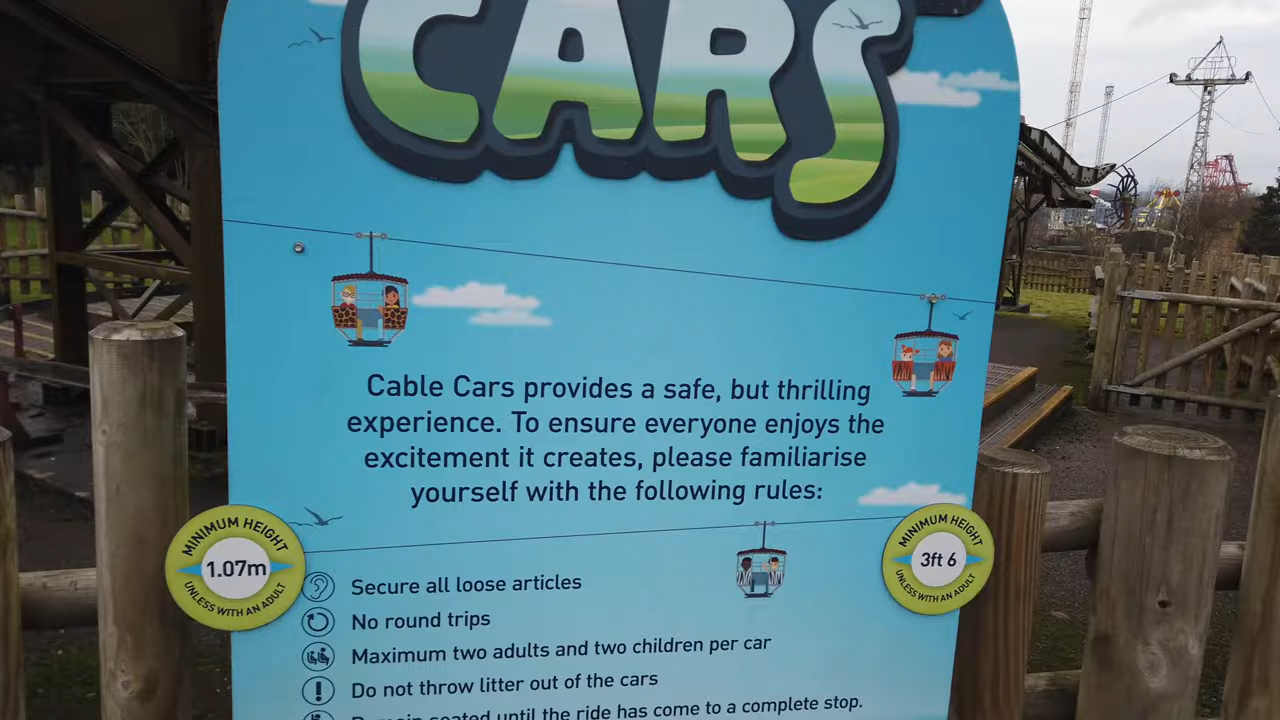 CARS
Cable Cars provides a safe, but thrilling
experience. To ensure everyone enjoys the
excitement it creates, please familiarise
yourself with the following rules:
MINIMUM HEIGHT
1.07m
UNLESS WITH AN ADULT
MINIMUM HEIGHT
3ft 6
UNLESS WITH AN ADULT
Secure all loose articles
No round trips
Maximum two adults and two children per car
Do not throw litter out of the cars
Remain seated until the ride has come to a complete stop.